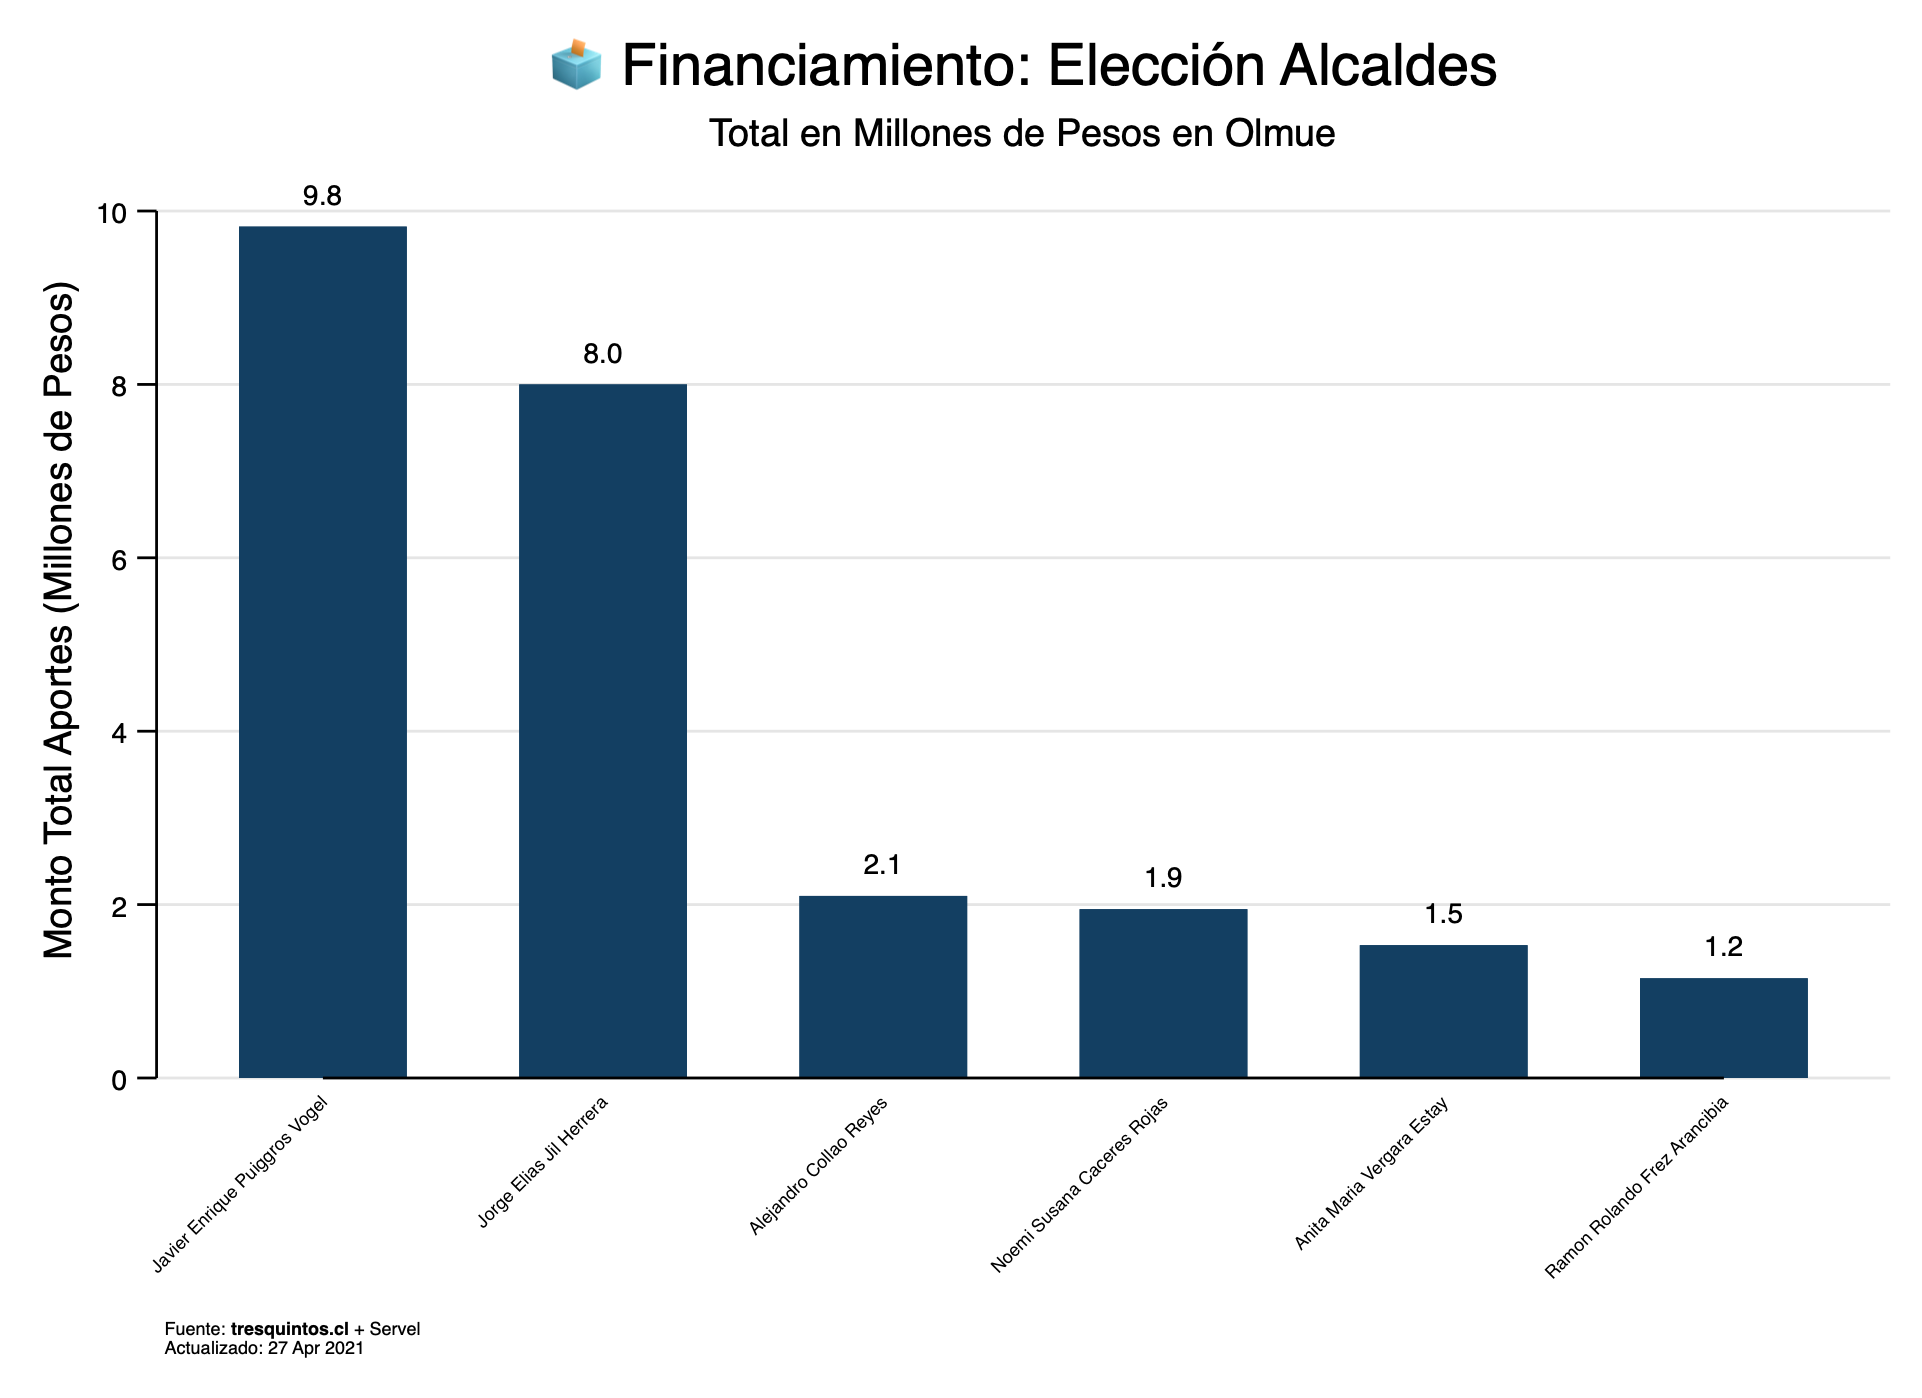 Financiamiento: Elección Alcaldes
Total en Millones de Pesos en Olmue
Monto Total Aportes (Millones de Pesos)
10
8
6
4
2
0
9.8
8.0
2.1
1.9
1.5
1.2
Javier Enrique Puiggros Vogel
Jorge Elias Jil Herrera
Alejandro Collao Reyes
Noemi Susana Caceres Rojas
Anita Maria Vergara Estay
Ramon Rolando Frez Arancibia
Fuente: tresquintos.cl + Servel
Actualizado: 27 Apr 2021